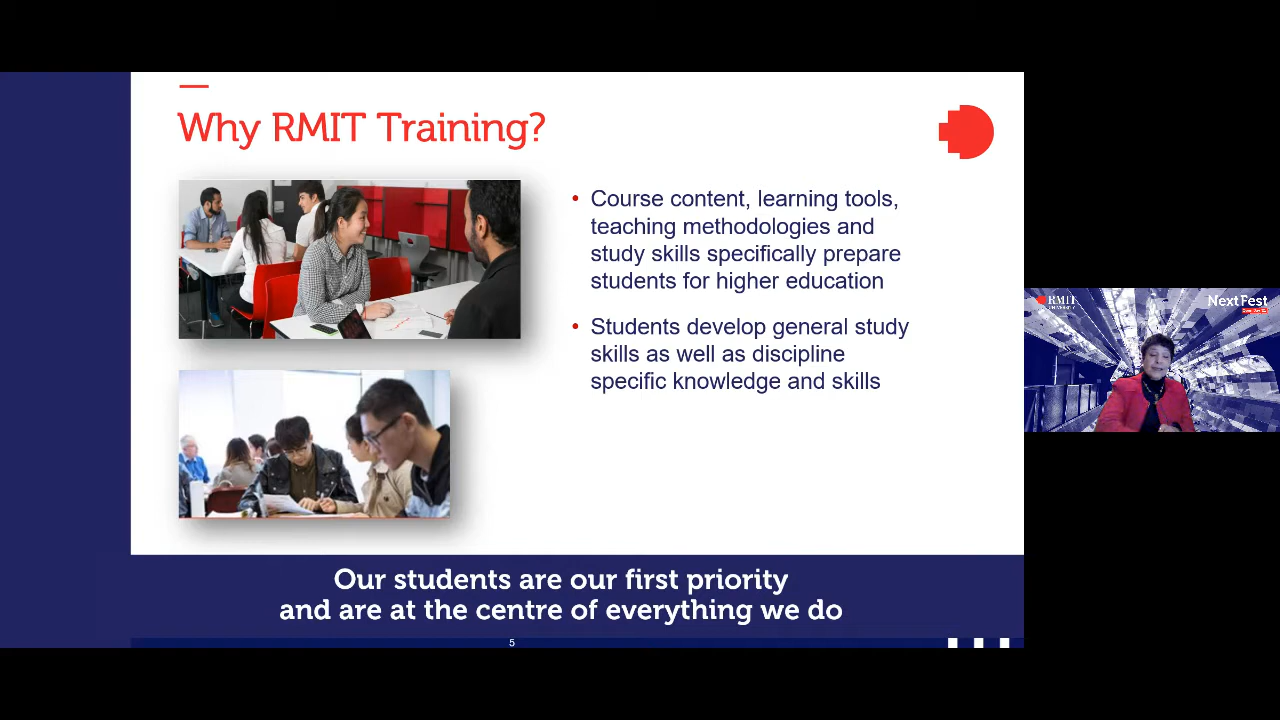 Why RMIT Training?
• Course content, learning tools,
teaching methodologies and
study skills specifically prepare
students for higher education
• Students develop general study
skills as well as discipline
specific knowledge and skills
Our students are our first priority
and are at the centre of everything we do
5
RMIT
UNIVERSITY
NextFest